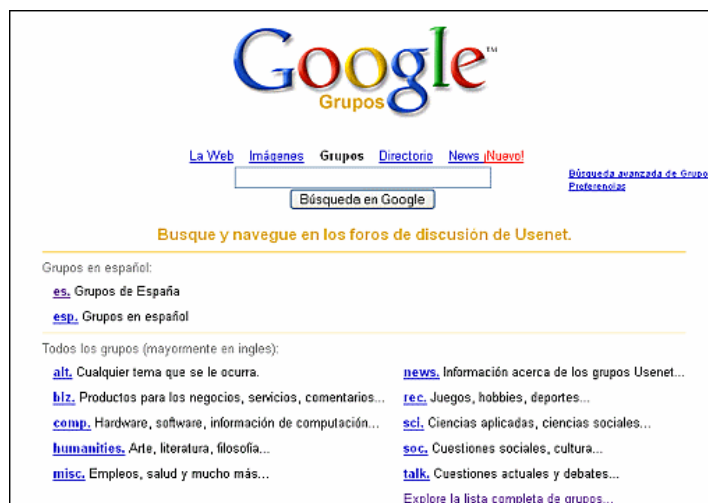 Google™
Grupos
La Web Imágenes Grupos Directorio News ¡Nuevo!
Búsqueda avanzada de Grupo
Preferencias
Búsqueda en Google
Busque y navegue en los foros de discusión de Usenet.
Grupos en español:
es. Grupos de España
esp. Grupos en español
Todos los grupos (mayormente en ingles):
alt. Cualquier tema que se le ocurra.
biz. Productos para los negocios, servicios, comentarios...
comp. Hardware, software, información de computación...
humanities. Arte, literatura, filosofía...
misc. Empleos, salud y mucho más...
news. Información acerca de los grupos Usenet...
rec. Juegos, hobbies, deportes...
sci. Ciencias aplicadas, ciencias sociales...
soc. Cuestiones sociales, cultura...
talk. Cuestiones actuales y debates...
Explore la lista completa de grupos...